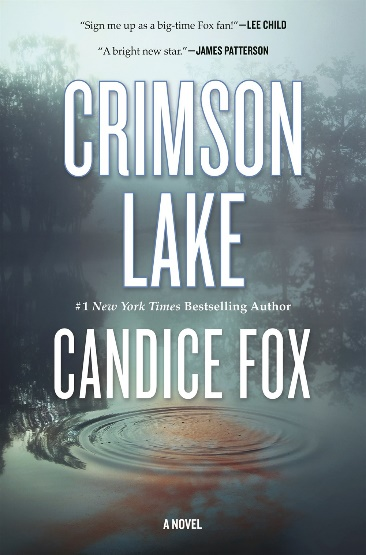 “Sign me up as a big-time Fox fan!”—LEE CHILD
“A bright new star.”—JAMES PATTERSON
CRIMSON
LAKE
#1 New York Times Bestselling Author
CANDICE FOX
A NOVEL